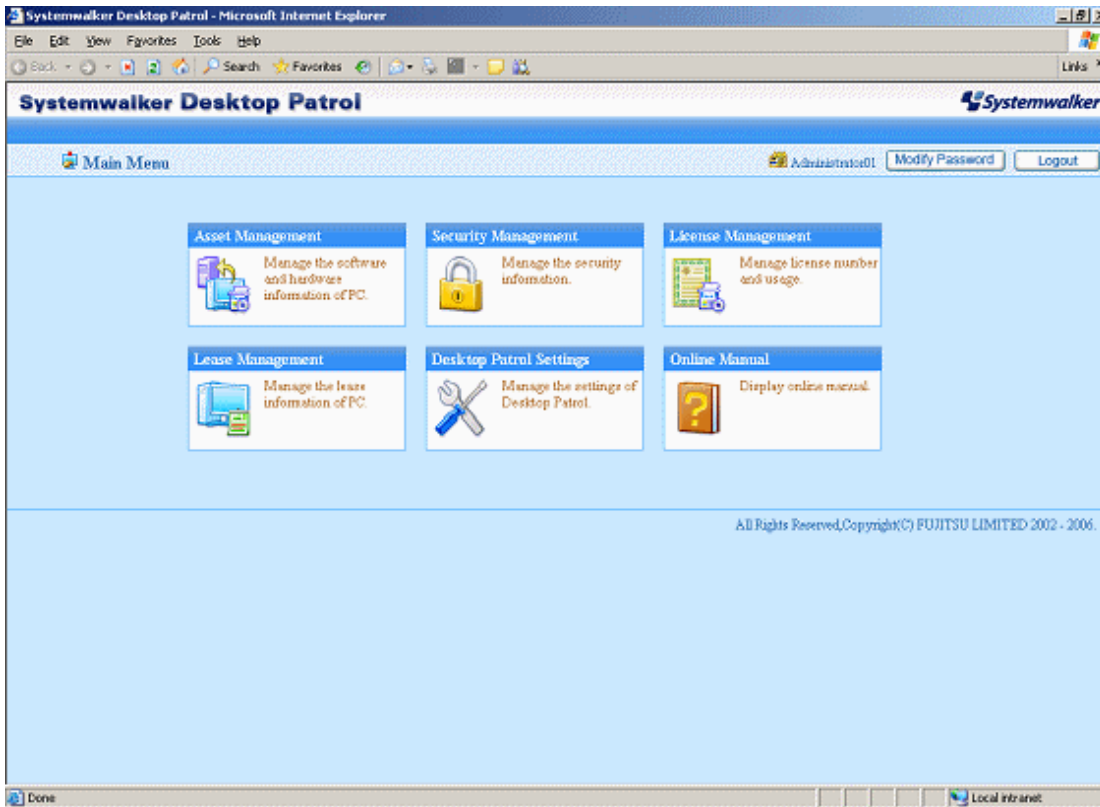 Systemwalker Desktop Patrol - Microsoft Internet Explorer
File Edit View Favorites Tools Help
Back Search Favorites Links
Systemwalker Desktop Patrol Systemwalker
Main Menu Administrator01 Modify Password Logout
Asset Management
Manage the software
and hardware
information of PC.
Security Management
Manage the security
information.
License Management
Manage license number
and usage.
Lease Management
Manage the lease
information of PC.
Desktop Patrol Settings
Manage the settings of
Desktop Patrol.
Online Manual
Display online manual.
All Rights Reserved,Copyright(C) FUJITSU LIMITED 2002 - 2006.
Done Local intranet